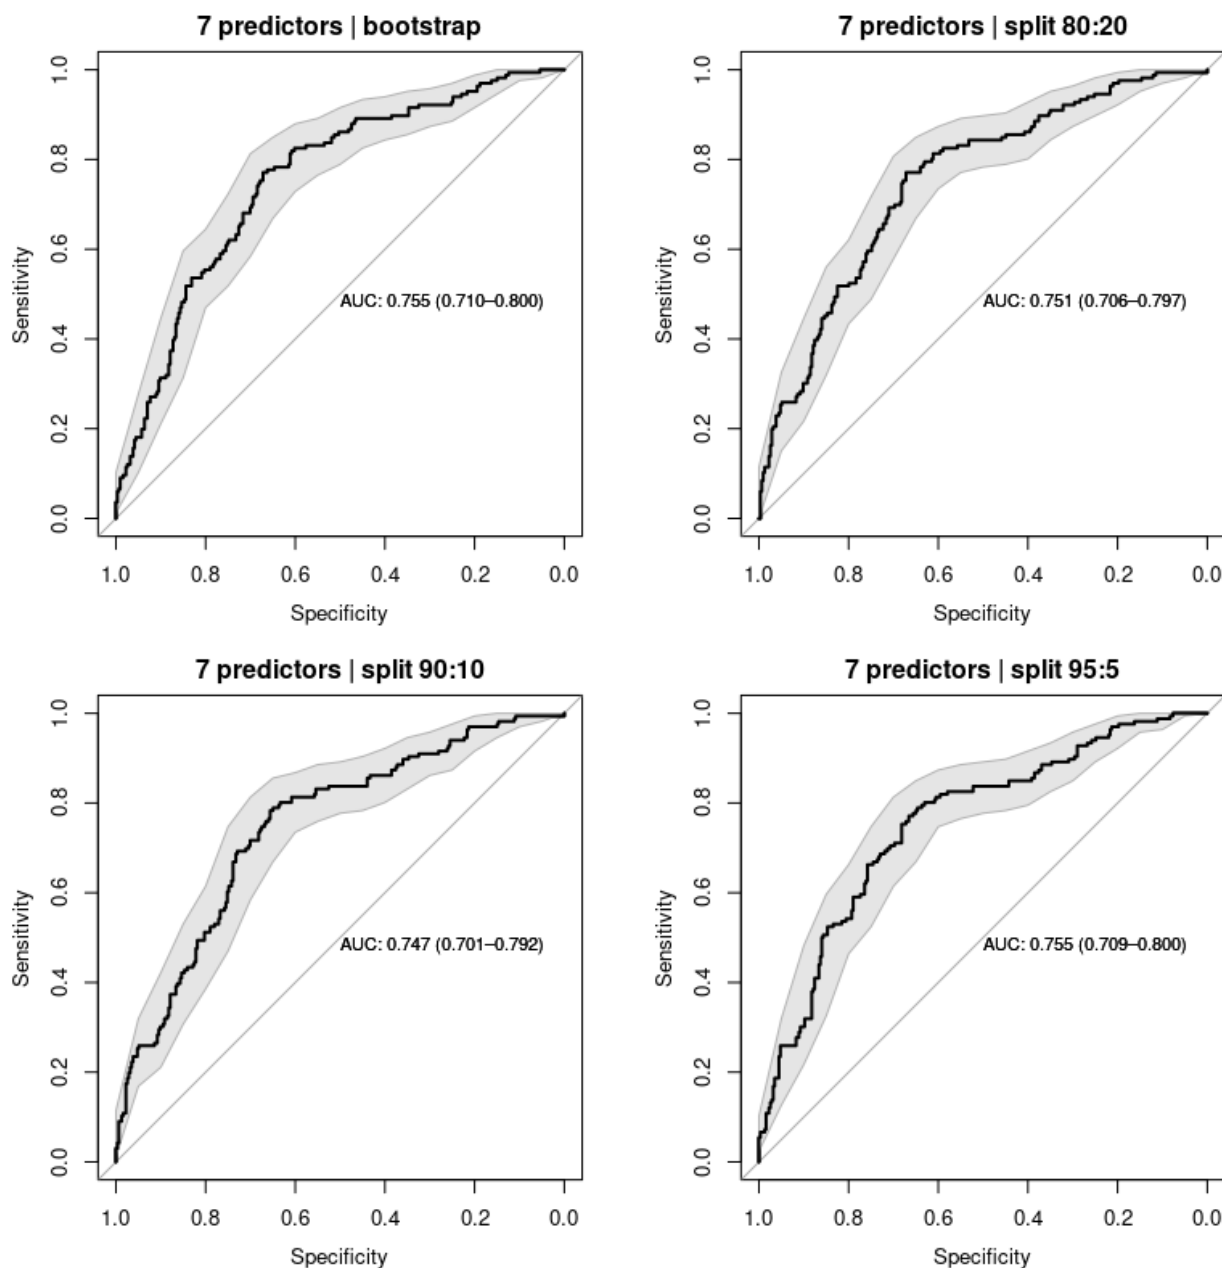 7 predictors | bootstrap
1.0
0.8
0.6
0.4
0.2
0.0
Sensitivity
AUC: 0.755 (0.710–0.800)
1.0 0.8 0.6 0.4 0.2 0.0
Specificity
7 predictors | split 80:20
1.0
0.8
0.6
0.4
0.2
0.0
Sensitivity
AUC: 0.751 (0.706–0.797)
1.0 0.8 0.6 0.4 0.2 0.0
Specificity
7 predictors | split 90:10
1.0
0.8
0.6
0.4
0.2
0.0
Sensitivity
AUC: 0.747 (0.701–0.792)
1.0 0.8 0.6 0.4 0.2 0.0
Specificity
7 predictors | split 95:5
1.0
0.8
0.6
0.4
0.2
0.0
Sensitivity
AUC: 0.755 (0.709–0.800)
1.0 0.8 0.6 0.4 0.2 0.0
Specificity